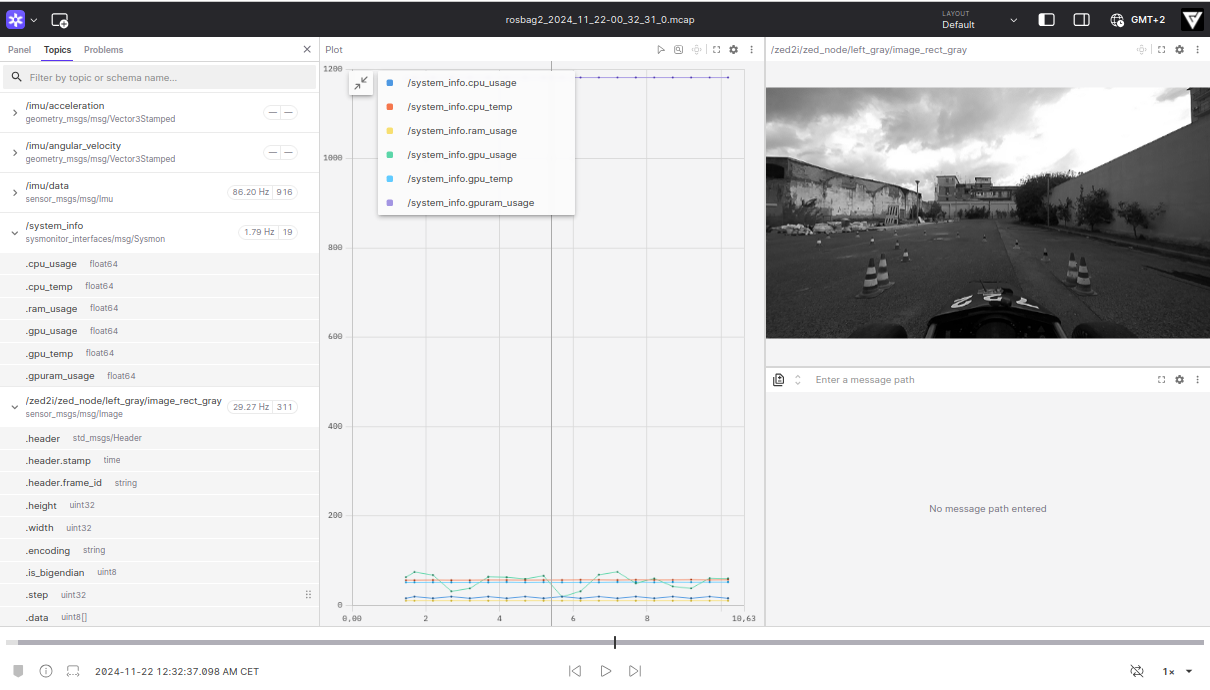 rosbag2_2024_11_22-00_32_31_0.mcap
LAYOUT
Default
GMT+2
Panel
Topics
Problems
Filter by topic or schema name...
/imu/acceleration
geometry_msgs/msg/Vector3Stamped
— —
/imu/angular_velocity
geometry_msgs/msg/Vector3Stamped
— —
/imu/data
sensor_msgs/msg/Imu
86.20 Hz 916
/system_info
sysmonitor_interfaces/msg/Sysmon
1.79 Hz 19
.cpu_usage float64
.cpu_temp float64
.ram_usage float64
.gpu_usage float64
.gpu_temp float64
.gpuram_usage float64
/zed2i/zed_node/left_gray/image_rect_gray
sensor_msgs/msg/Image
29.27 Hz 311
.header std_msgs/Header
.header.stamp time
.header.frame_id string
.height uint32
.width uint32
.encoding string
.is_bigendian uint8
.step uint32
.data uint8[]
Plot
/system_info.cpu_usage
/system_info.cpu_temp
/system_info.ram_usage
/system_info.gpu_usage
/system_info.gpu_temp
/system_info.gpuram_usage
1200
1000
800
600
400
200
0
0,00
2
4
6
8
10,63
/zed2i/zed_node/left_gray/image_rect_gray
Enter a message path
No message path entered
2024-11-22 12:32:37.098 AM CET
1×